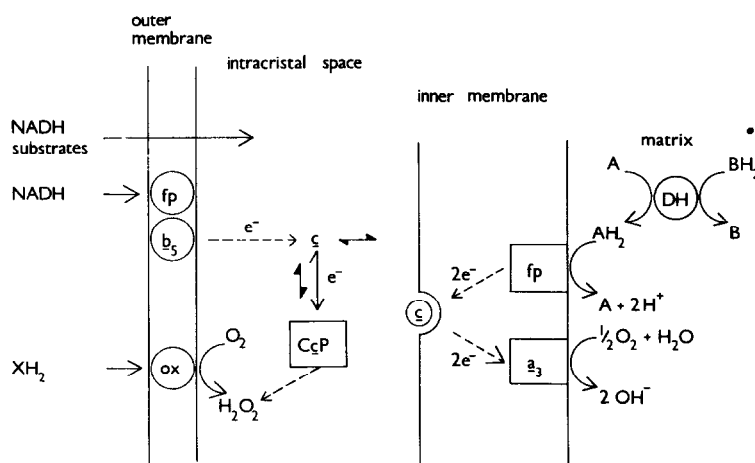 outer
membrane
intracristal space
inner membrane
matrix
NADH
substrates
NADH
fp
b₅
e⁻
c
e⁻
CcP
XH₂
ox
O₂
H₂O₂
c
2e⁻
2e⁻
fp
a₃
A
BH₂
DH
AH₂
B
A + 2H⁺
½O₂ + H₂O
2 OH⁻